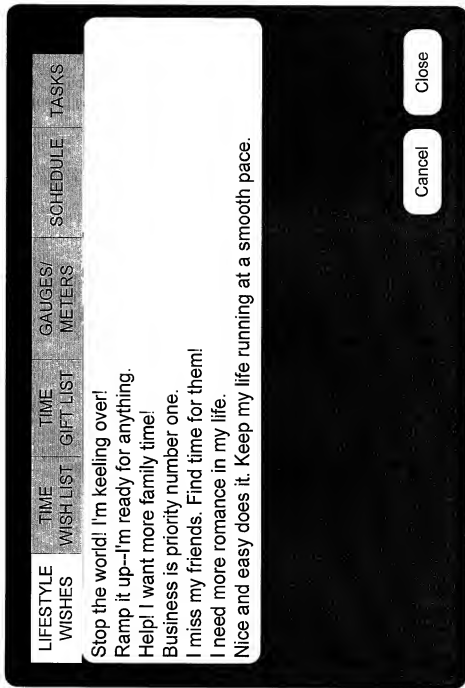 LIFESTYLE WISHES
TIME WISH LIST
TIME GIFT LIST
GAUGES/ METERS
SCHEDULE
TASKS
Stop the world! I'm keeling over!
Ramp it up--I'm ready for anything.
Help! I want more family time!
Business is priority number one.
I miss my friends. Find time for them!
I need more romance in my life.
Nice and easy does it. Keep my life running at a smooth pace.
Cancel
Close